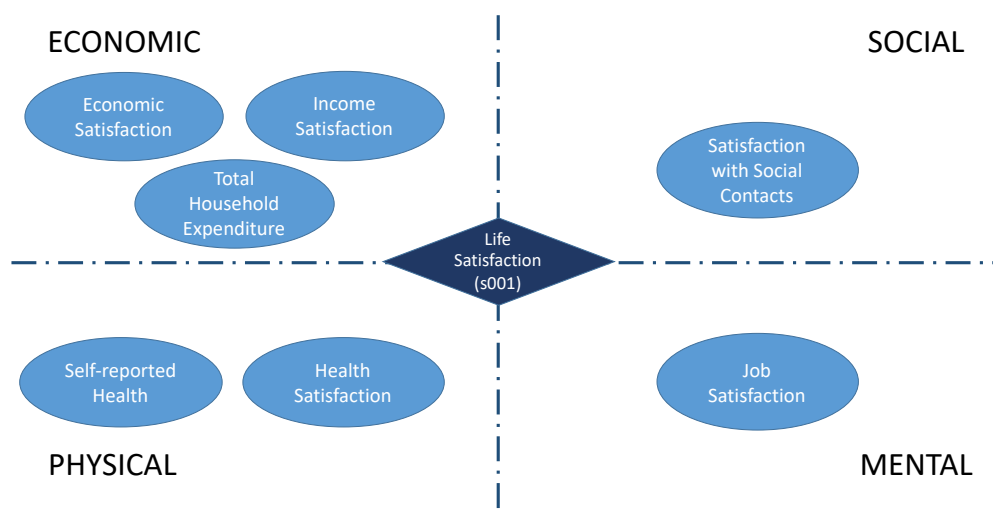 ECONOMIC
SOCIAL
Economic
Satisfaction
Income
Satisfaction
Total
Household
Expenditure
Satisfaction
with Social
Contacts
Life
Satisfaction
(s001)
Self-reported
Health
Health
Satisfaction
Job
Satisfaction
PHYSICAL
MENTAL